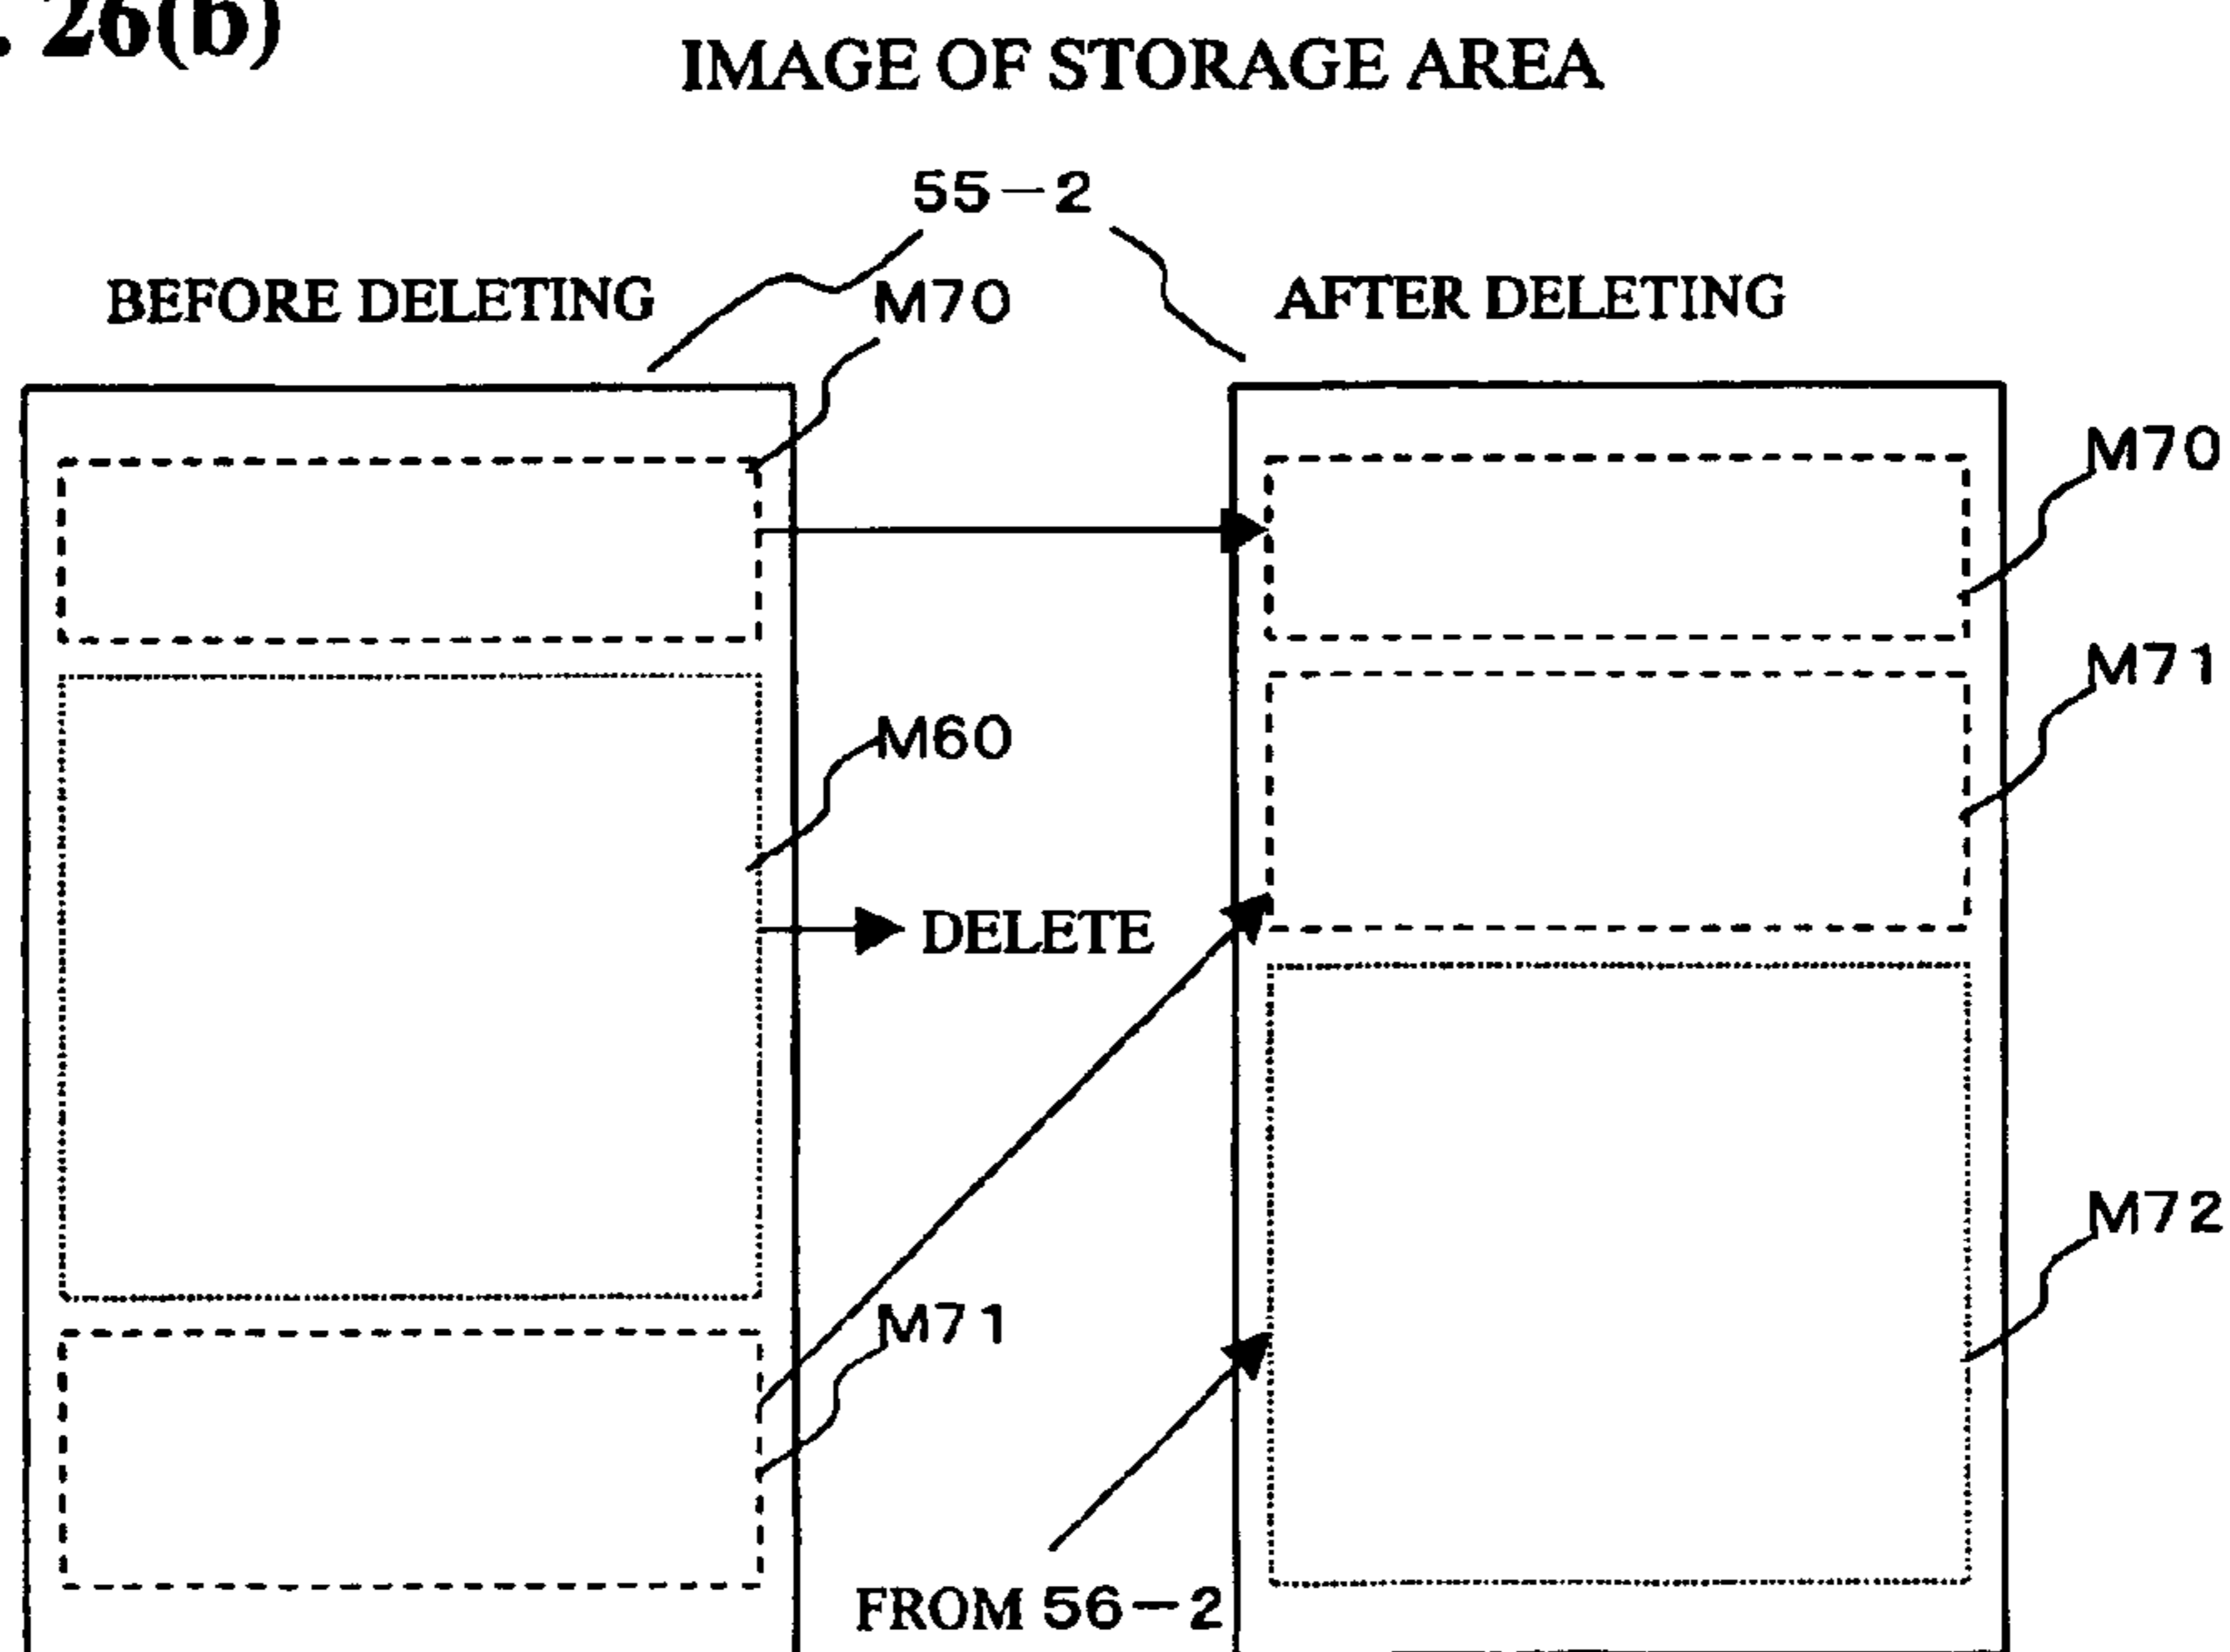 . 26(b)
IMAGE OF STORAGE AREA
55-2
BEFORE DELETING
M70
AFTER DELETING
M70
M71
M60
DELETE
M72
M71
FROM 56-2